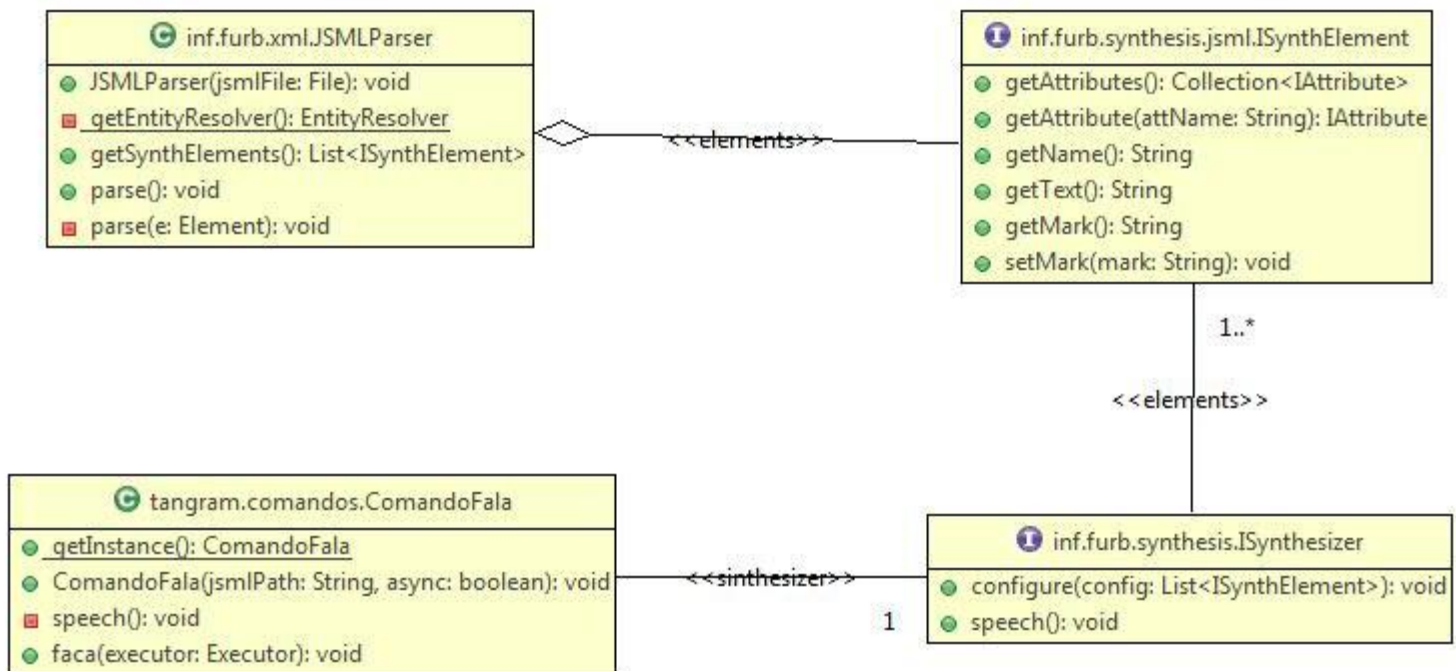 inf.furb.xml.JSMLParser
JSMLParser(jsmlFile: File): void
getEntityResolver(): EntityResolver
getSynthElements(): List<ISynthElement>
parse(): void
parse(e: Element): void
<<elements>>
inf.furb.synthesis.jsml.ISynthElement
getAttributes(): Collection<IAttribute>
getAttribute(attName: String): IAttribute
getName(): String
getText(): String
getMark(): String
setMark(mark: String): void
1..*
<<elements>>
tangram.comandos.ComandoFala
getInstance(): ComandoFala
ComandoFala(jsmlPath: String, async: boolean): void
speech(): void
faca(executor: Executor): void
<<sinthesizer>>
1
inf.furb.synthesis.ISynthesizer
configure(config: List<ISynthElement>): void
speech(): void